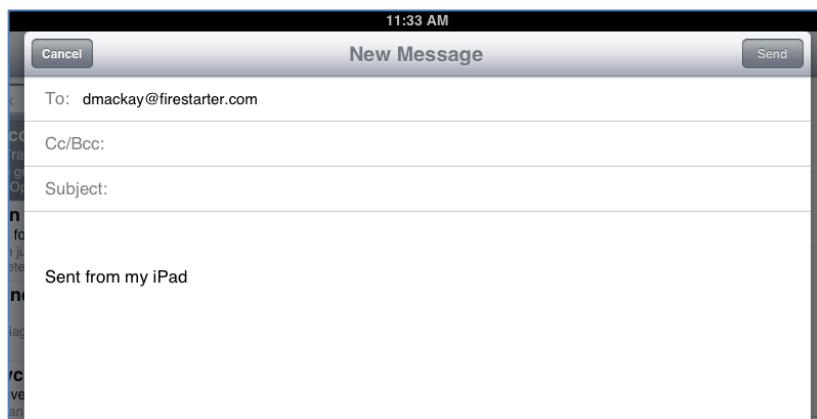 11:33 AM
Cancel New Message Send
To: dmackay@firestarter.com
Cc/Bcc:
Subject:
Sent from my iPad